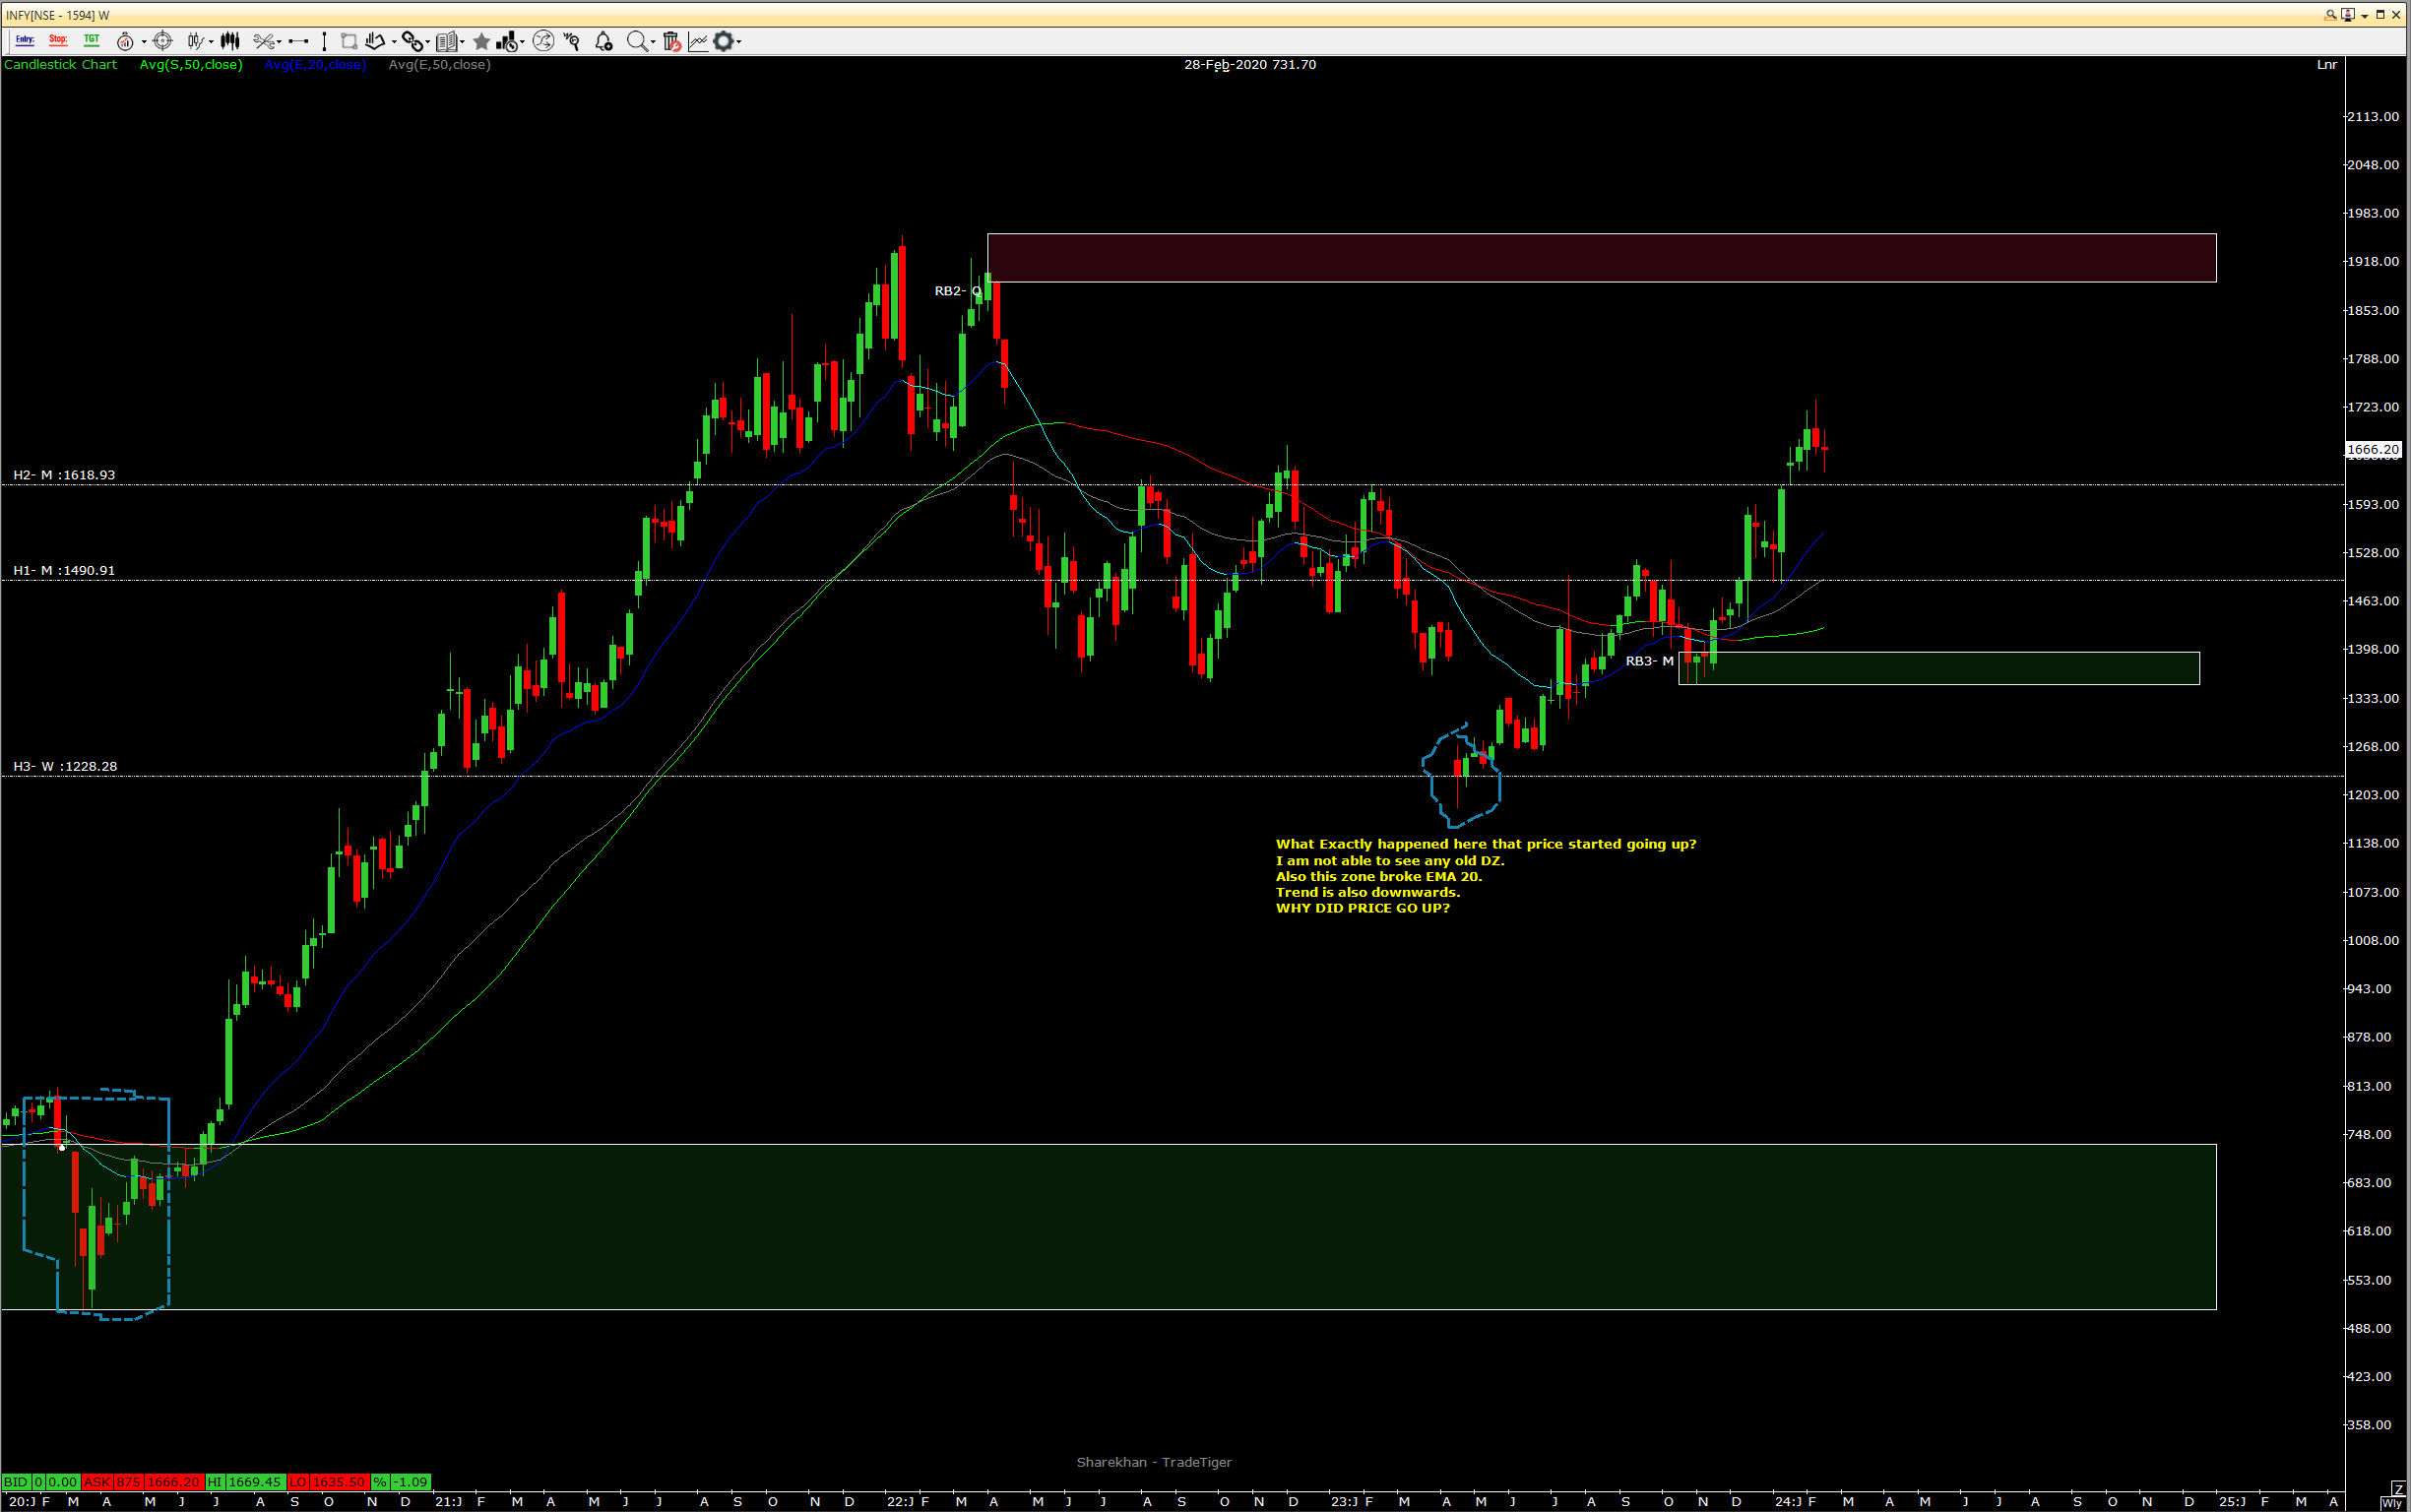 INFY[NSE - 1594] W
Entry: Stop: TGT
Candlestick Chart Avg(S,50,close) Avg(E,20,close) Avg(E,50,close) 28-Feb-2020 731.70 Lnr
2113.00
2048.00
1983.00
1918.00
RB2- Q
1853.00
1788.00
1723.00
1666.20
H2- M :1618.93
1593.00
1528.00
H1- M :1490.91
1463.00
1398.00
RB3- M
1333.00
1268.00
H3- W :1228.28
1203.00
What Exactly happened here that price started going up?
1138.00
I am not able to see any old DZ.
Also this zone broke EMA 20.
Trend is also downwards.
1073.00
WHY DID PRICE GO UP?
1008.00
943.00
878.00
813.00
748.00
683.00
618.00
553.00
488.00
423.00
358.00
Sharekhan - TradeTiger
BID 0 0.00 ASK 875 1666.20 HI 1669.45 LO 1635.50 % -1.09
Z
20:J F M A M J J A S O N D 21:J F M A M J J A S O N D 22:J F M A M J J A S O N D 23:J F M A M J J A S O N D 24:J F M A M J J A S O N D 25:J F M A
Wly